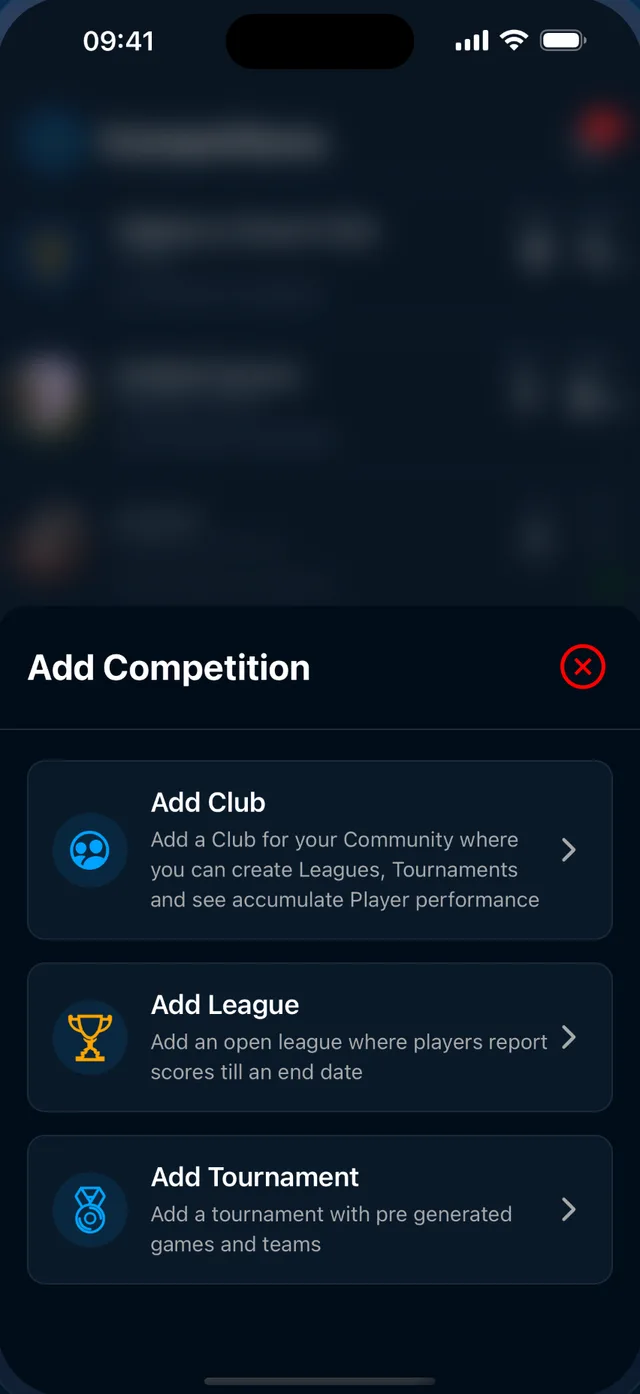 09:41
Add Competition
Add Club
Add a Club for your Community where
you can create Leagues, Tournaments
and see accumulate Player performance
Add League
Add an open league where players report
scores till an end date
Add Tournament
Add a tournament with pre generated
games and teams